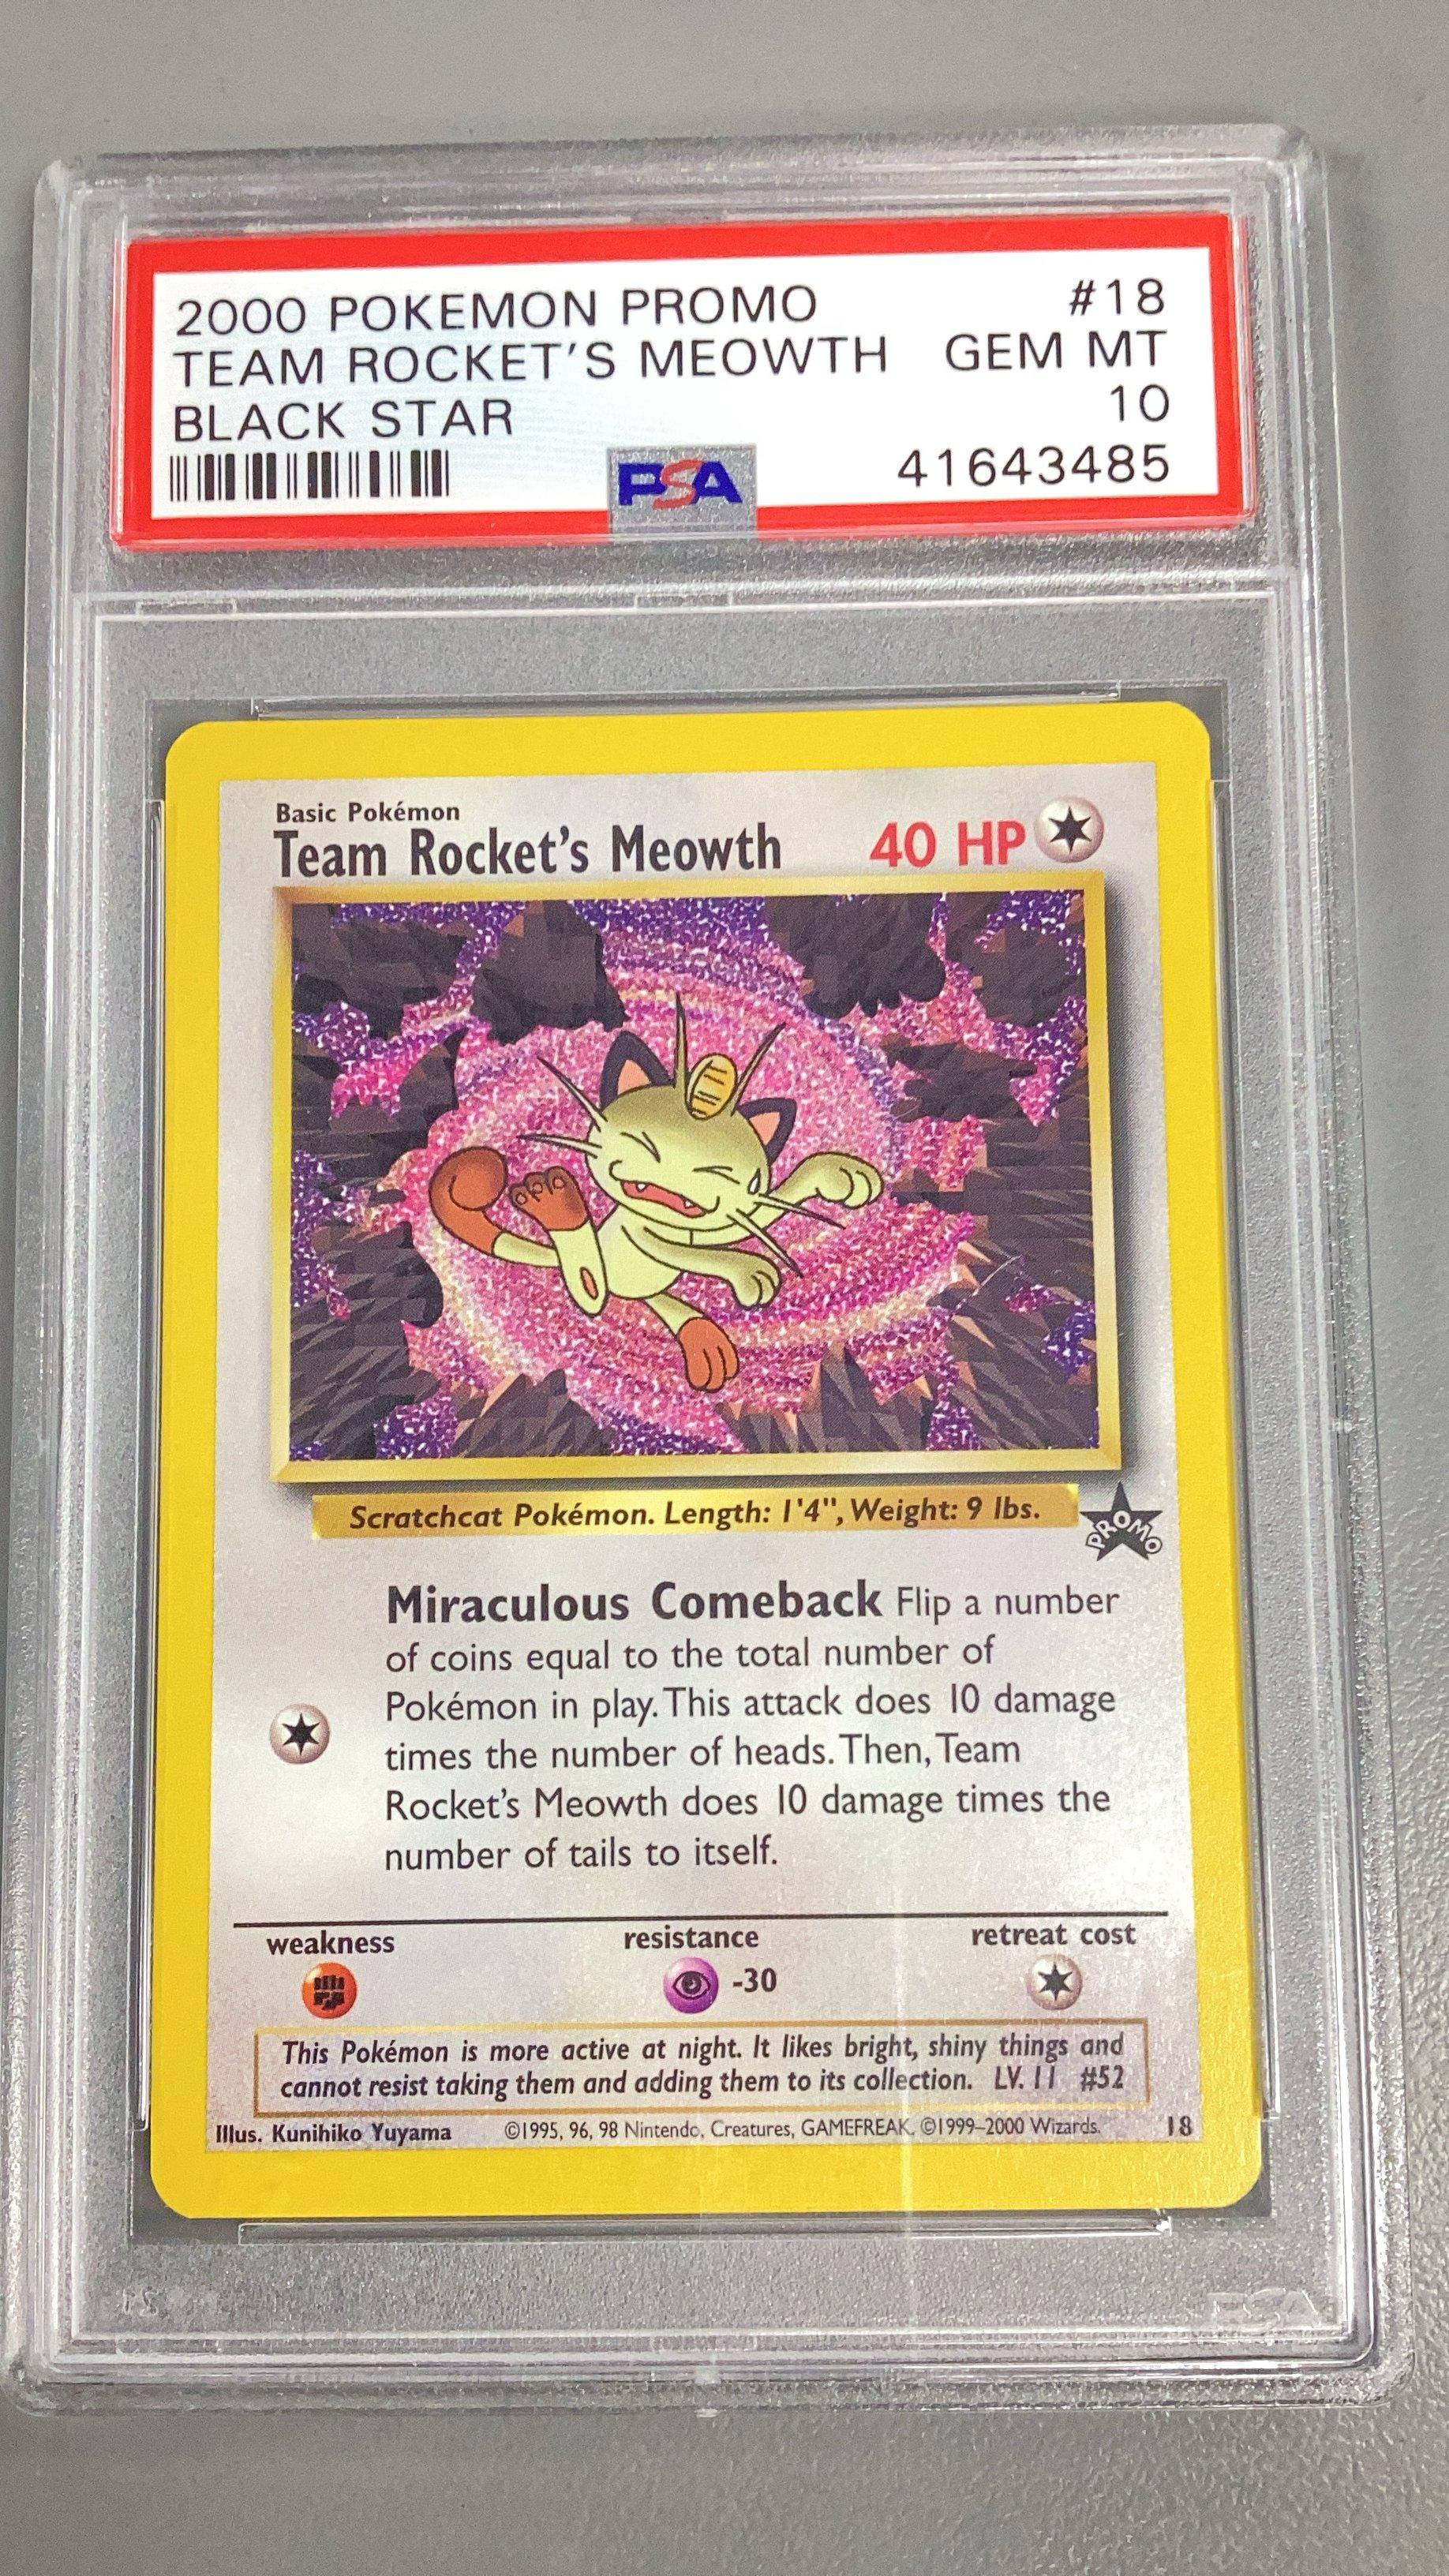 2000 POKEMON PROMO #18
TEAM ROCKET'S MEOWTH GEM MT
BLACK STAR 10
PSA 41643485
Basic Pokémon
Team Rocket's Meowth 40 HP
Scratchcat Pokémon. Length: 1'4", Weight: 9 lbs.
PROMO
Miraculous Comeback Flip a number
of coins equal to the total number of
Pokémon in play. This attack does 10 damage
times the number of heads. Then, Team
Rocket's Meowth does 10 damage times the
number of tails to itself.
weakness resistance retreat cost
-30
This Pokémon is more active at night. It likes bright, shiny things and
cannot resist taking them and adding them to its collection. LV. 11 #52
Illus. Kunihiko Yuyama ©1995, 96, 98 Nintendo, Creatures, GAMEFREAK. ©1999–2000 Wizards. 18
PSA